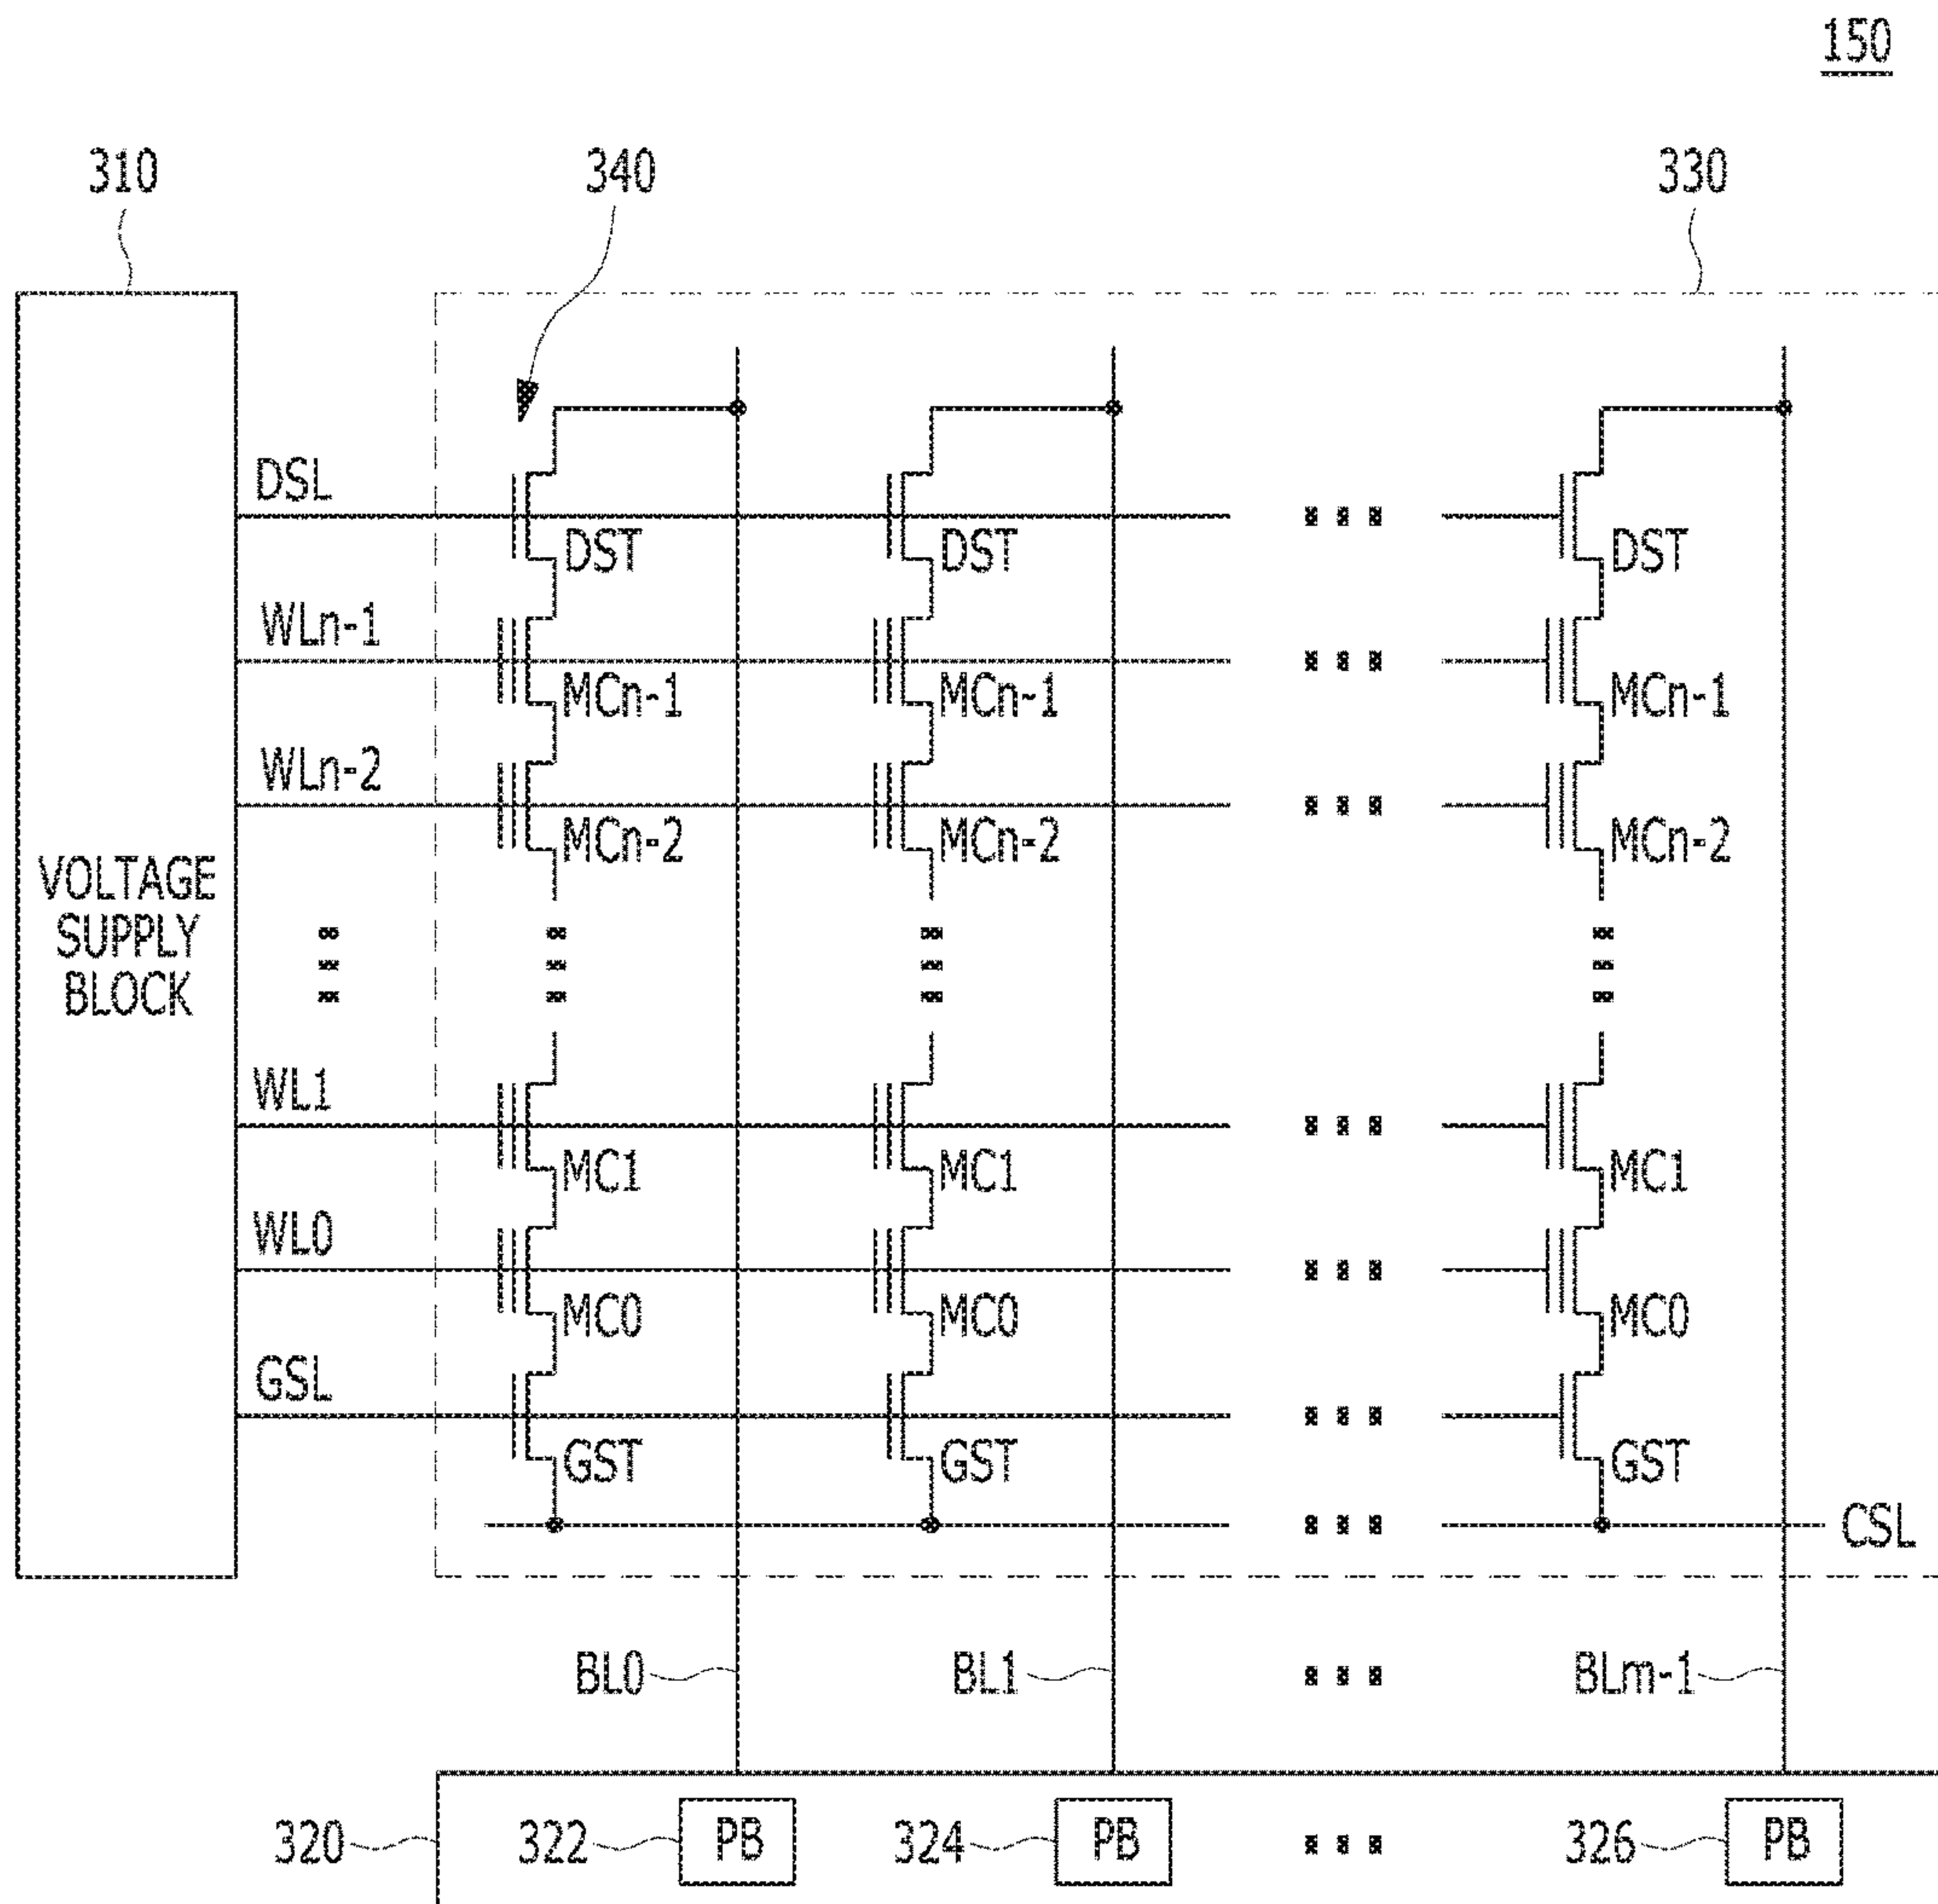 150
310 340 330
DSL
DST DST DST
WLn-1
MCn-1 MCn-1 MCn-1
WLn-2
MCn-2 MCn-2 MCn-2
VOLTAGE
SUPPLY
BLOCK
WL1
MC1 MC1 MC1
WL0
MC0 MC0 MC0
GSL
GST GST GST
CSL
BL0 BL1 BLm-1
320 322 PB 324 PB 326 PB